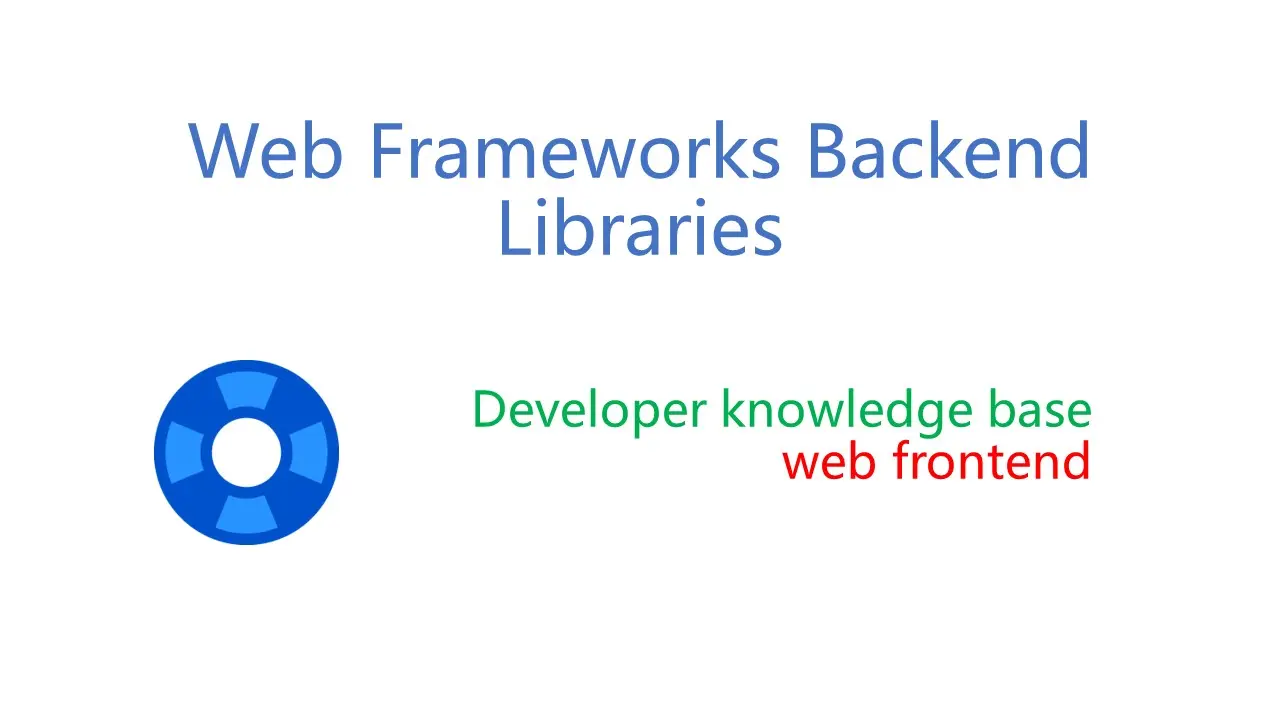 Web Frameworks Backend
Libraries
Developer knowledge base
web frontend